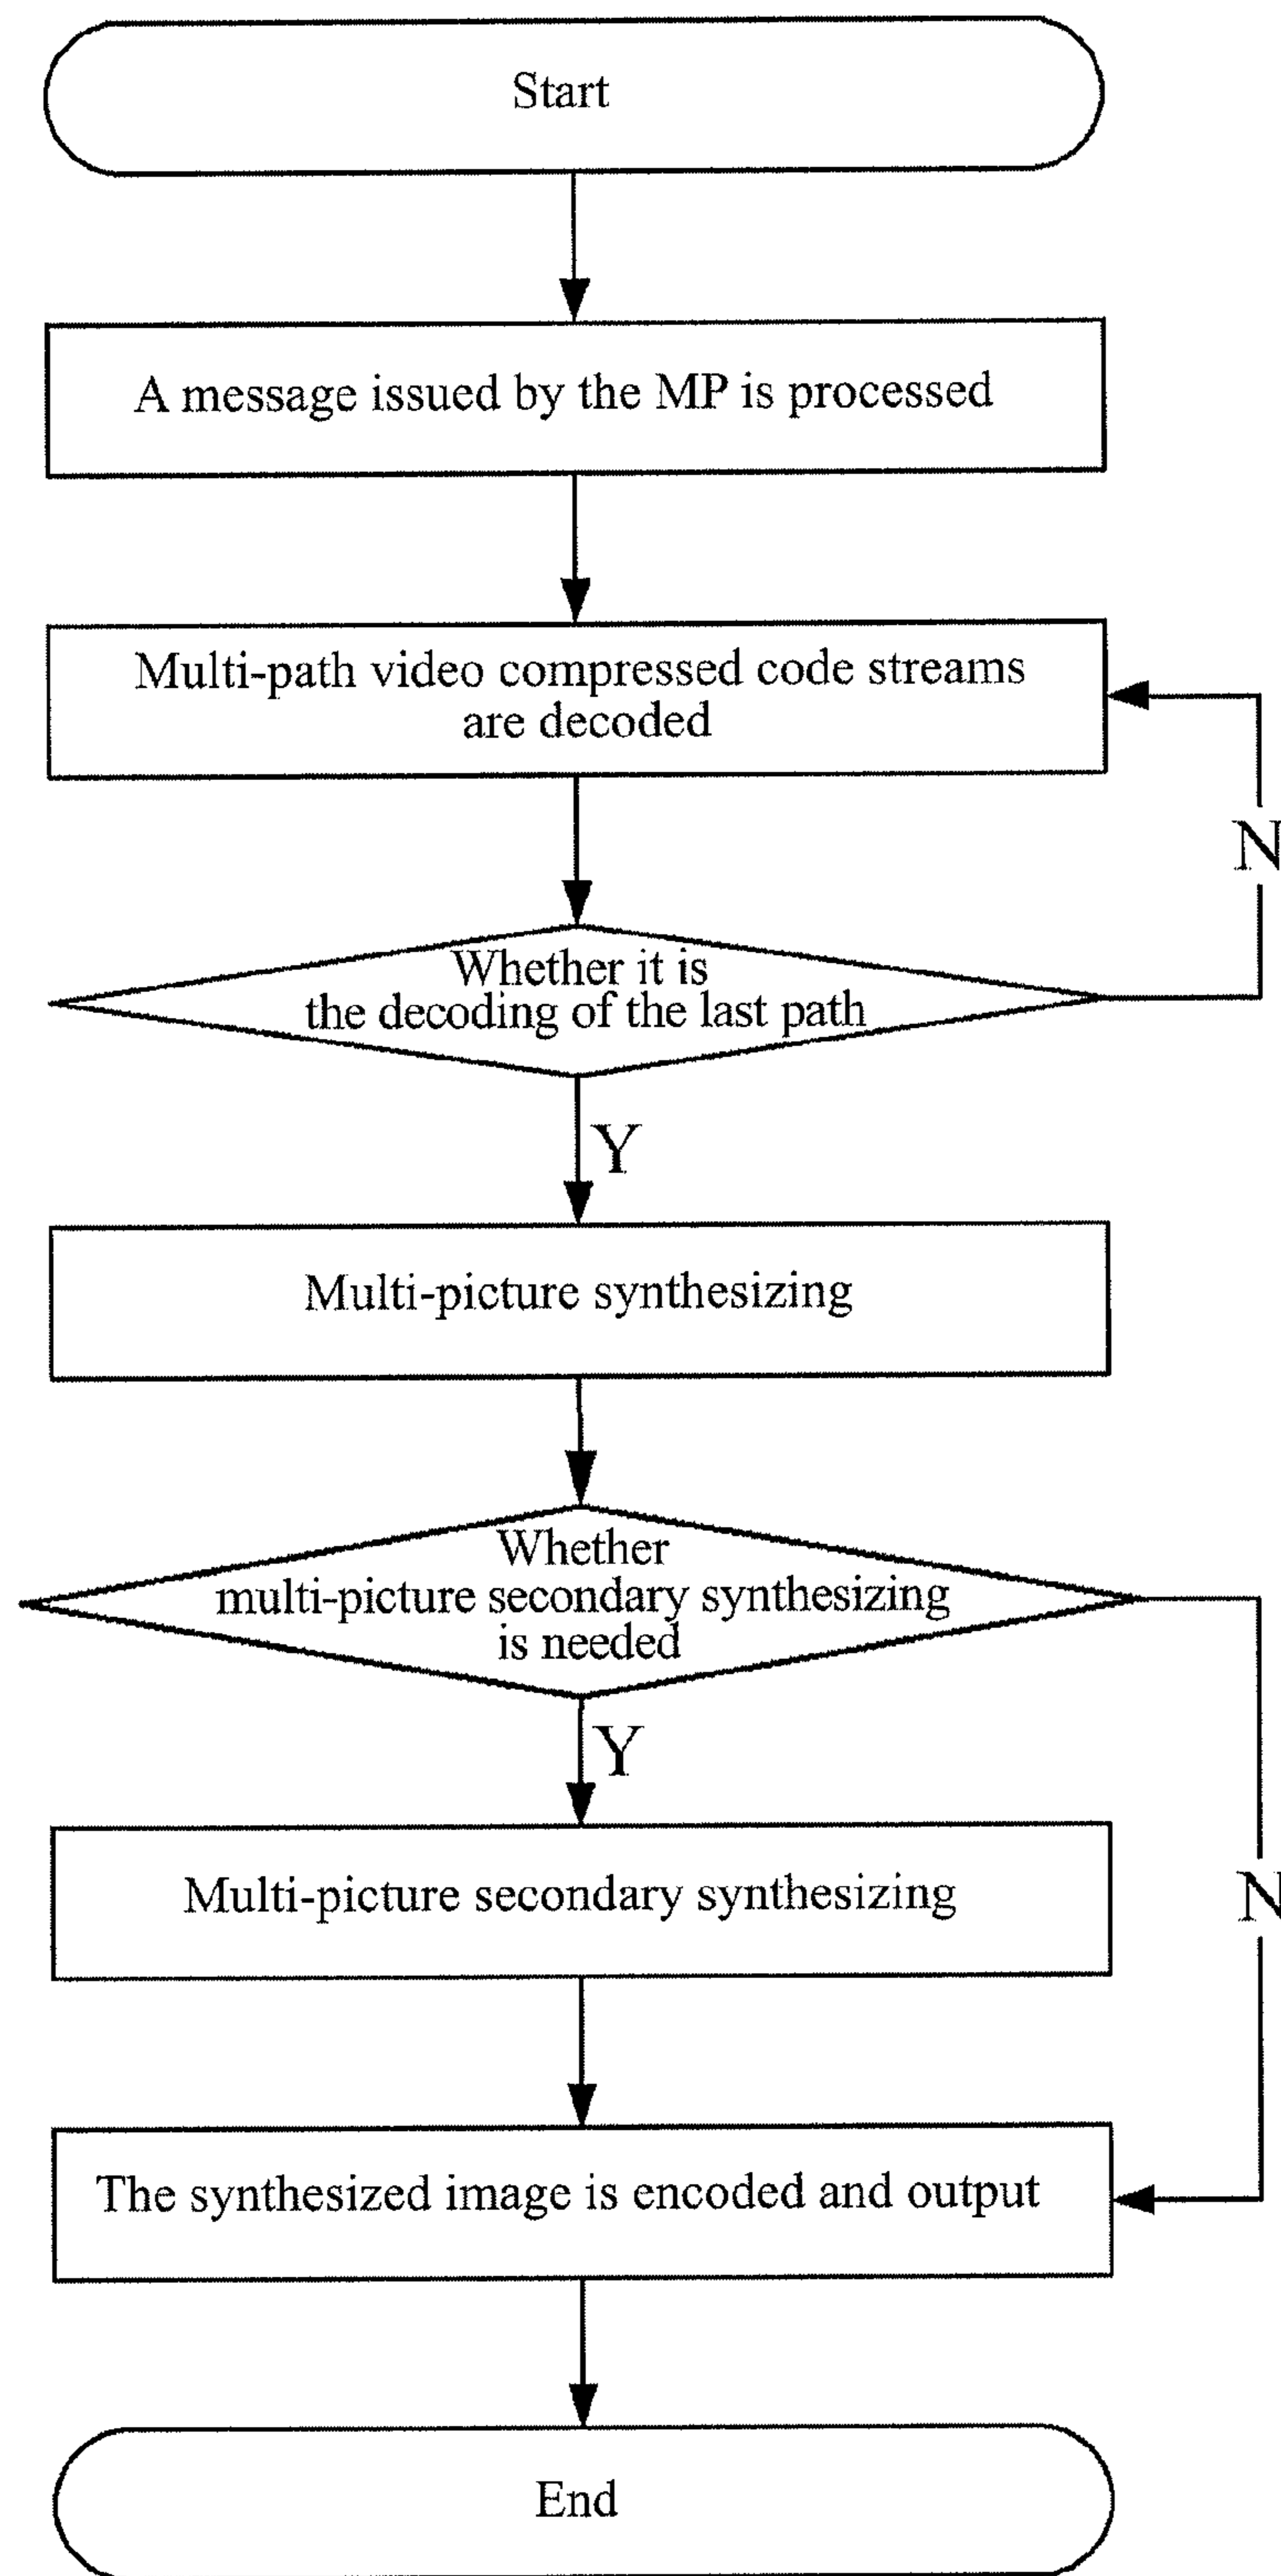 Start
A message issued by the MP is processed
Multi-path video compressed code streams
are decoded
N
Whether it is
the decoding of the last path
Y
Multi-picture synthesizing
Whether
multi-picture secondary synthesizing
is needed
Y
Multi-picture secondary synthesizing
N
The synthesized image is encoded and output
End